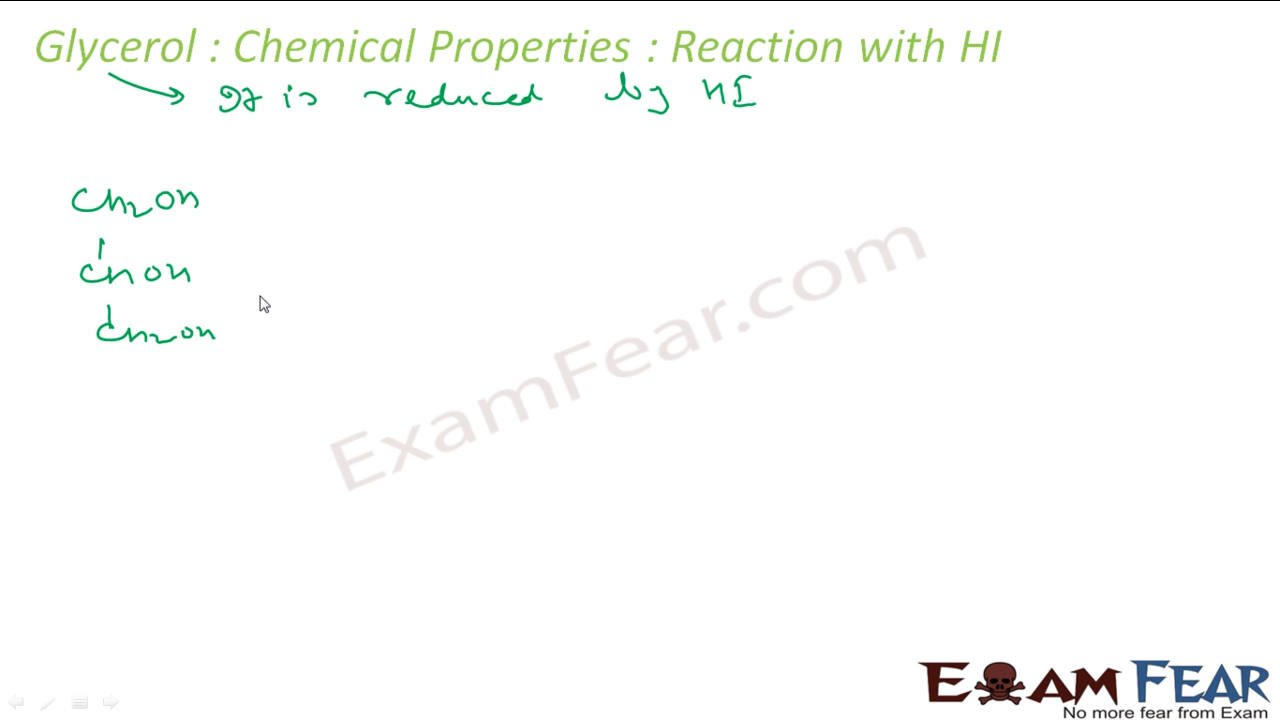 Glycerol : Chemical Properties : Reaction with HI
It is reduced by HI
CH2OH
CHOH
CH2OH
ExamFear.com
EXAM FEAR
No more fear from Exam